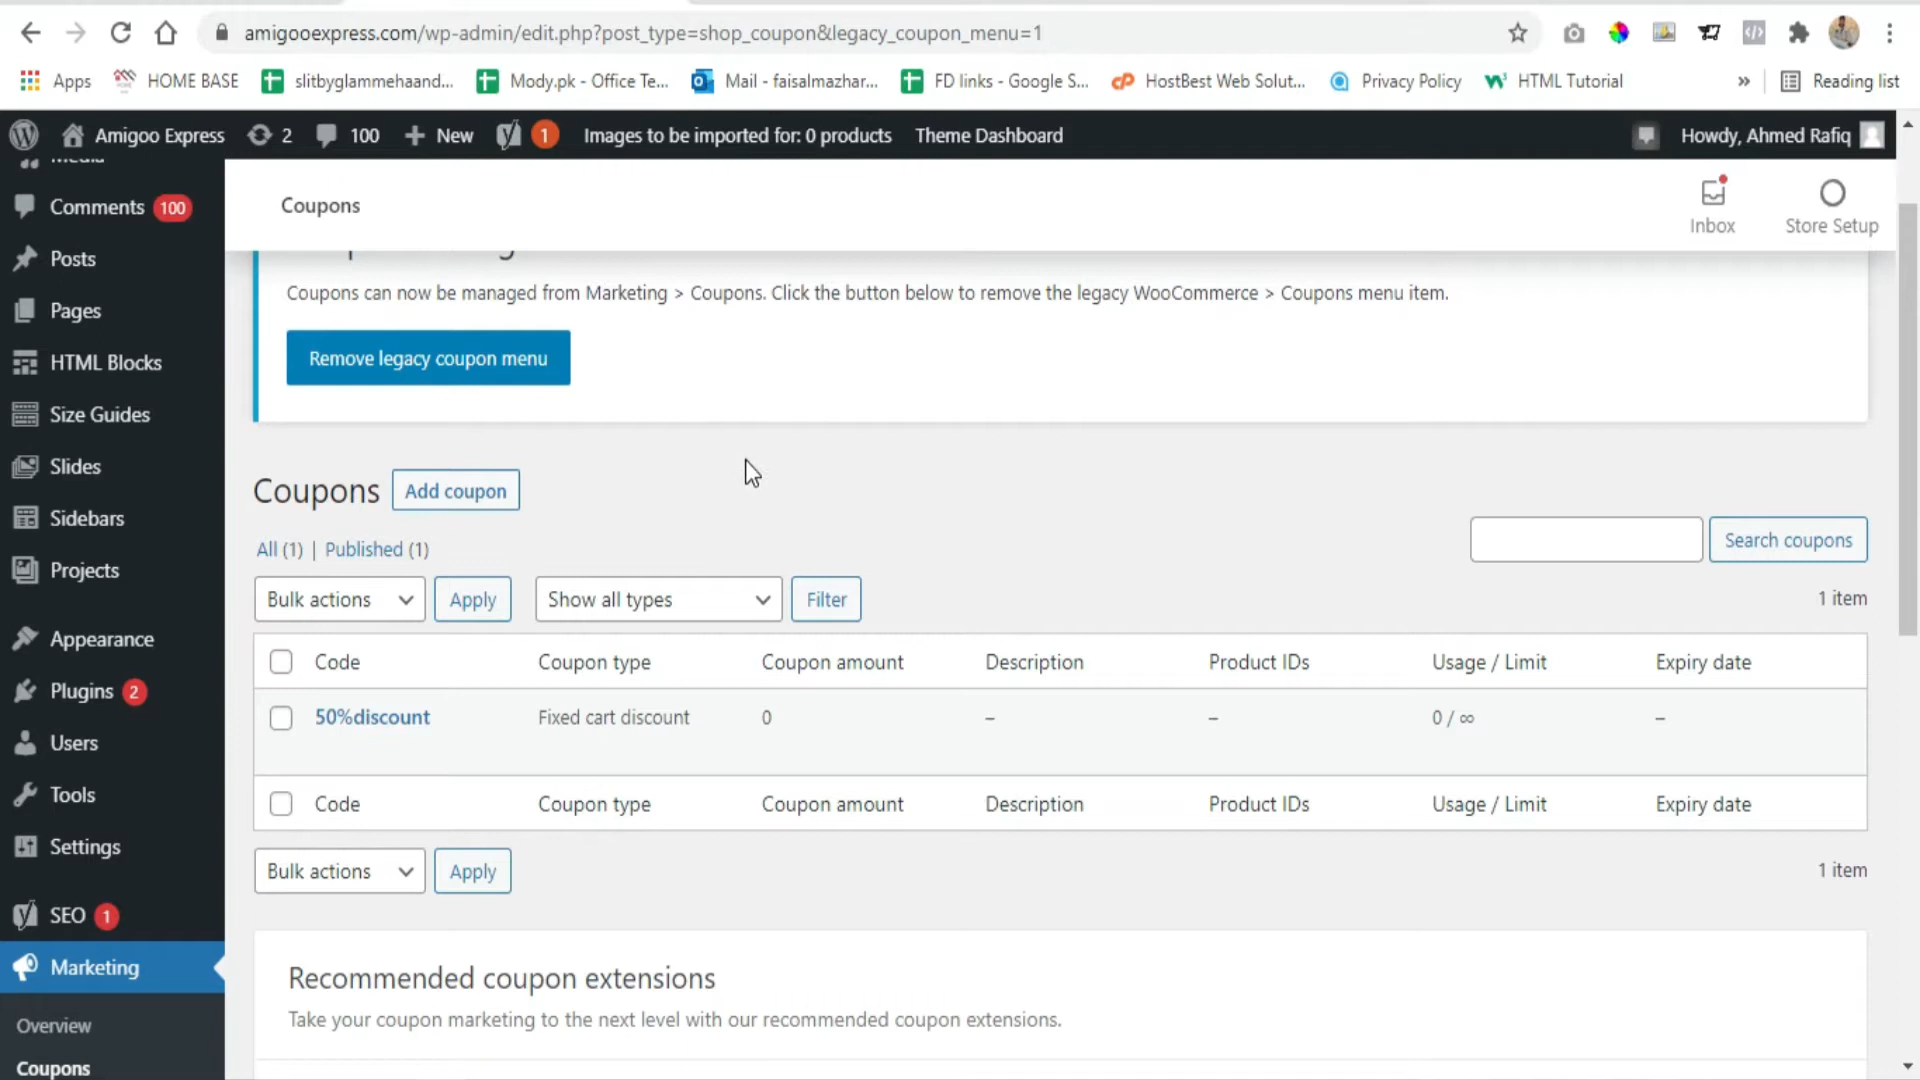 amigooexpress.com/wp-admin/edit.php?post_type=shop_coupon&legacy_coupon_menu=1
Apps HOME BASE slitbyglammehaand... Mody.pk - Office Te... Mail - faisalmazhar... FD links - Google S... cP HostBest Web Solut... Privacy Policy HTML Tutorial » Reading list
Amigoo Express 2 100 + New 1 Images to be imported for: 0 products Theme Dashboard Howdy, Ahmed Rafiq
Media
Comments 100
Posts
Pages
HTML Blocks
Size Guides
Slides
Sidebars
Projects
Appearance
Plugins 2
Users
Tools
Settings
SEO 1
Marketing
Overview
Coupons
Coupons
Inbox
Store Setup
Coupons can now be managed from Marketing > Coupons. Click the button below to remove the legacy WooCommerce > Coupons menu item.
Remove legacy coupon menu
Coupons Add coupon
All (1) | Published (1)
Search coupons
Bulk actions Apply Show all types Filter 1 item
Code Coupon type Coupon amount Description Product IDs Usage / Limit Expiry date
50%discount Fixed cart discount 0 – – 0 / ∞ –
Code Coupon type Coupon amount Description Product IDs Usage / Limit Expiry date
Bulk actions Apply 1 item
Recommended coupon extensions
Take your coupon marketing to the next level with our recommended coupon extensions.